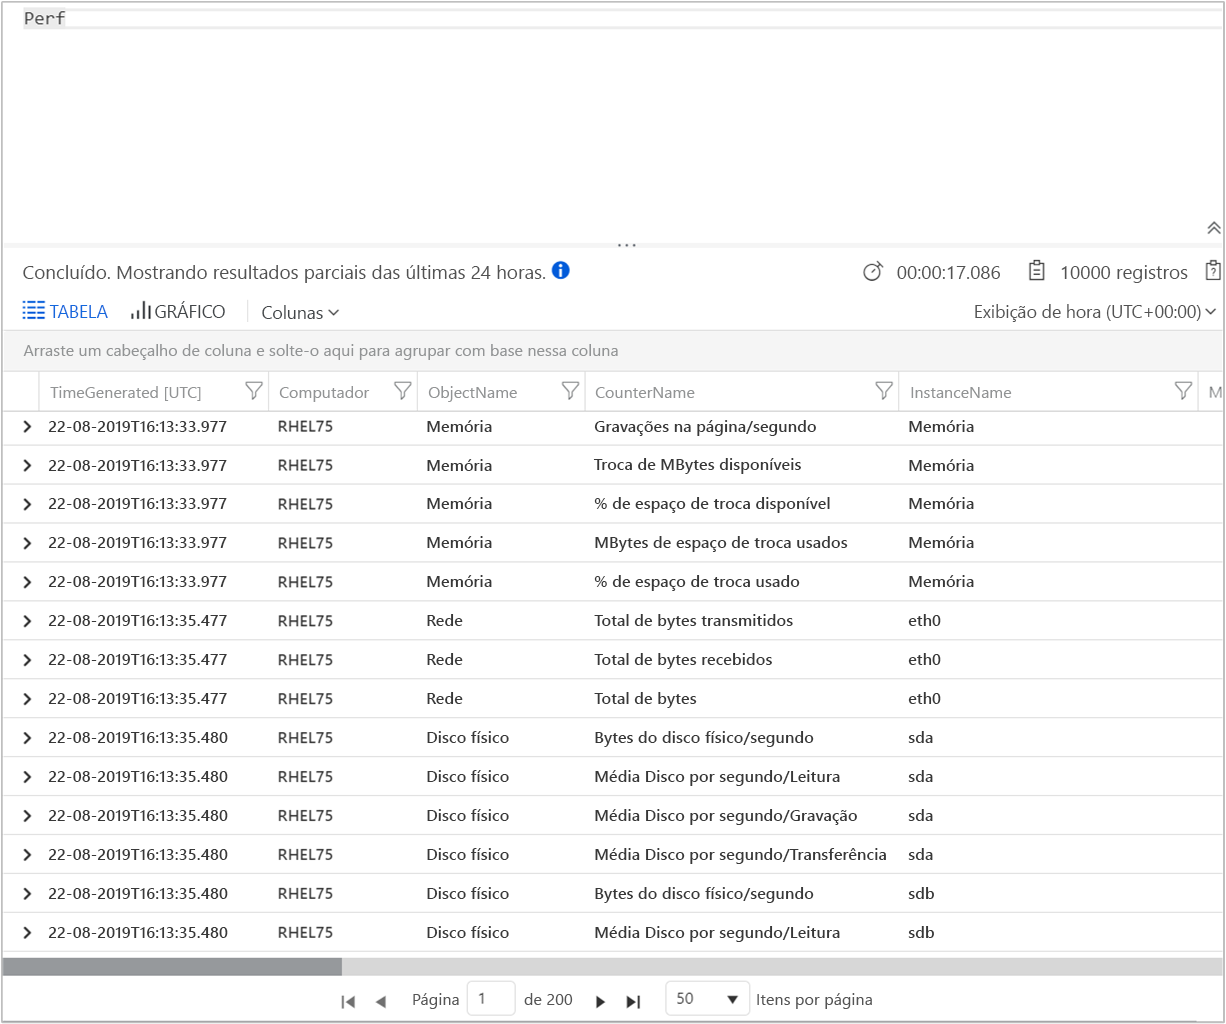 Perf
Concluído. Mostrando resultados parciais das últimas 24 horas. 00:00:17.086 10000 registros
TABELA GRÁFICO Colunas Exibição de hora (UTC+00:00)
Arraste um cabeçalho de coluna e solte-o aqui para agrupar com base nessa coluna
TimeGenerated [UTC] Computador ObjectName CounterName InstanceName M
22-08-2019T16:13:33.977 RHEL75 Memória Gravações na página/segundo Memória
22-08-2019T16:13:33.977 RHEL75 Memória Troca de MBytes disponíveis Memória
22-08-2019T16:13:33.977 RHEL75 Memória % de espaço de troca disponível Memória
22-08-2019T16:13:33.977 RHEL75 Memória MBytes de espaço de troca usados Memória
22-08-2019T16:13:33.977 RHEL75 Memória % de espaço de troca usado Memória
22-08-2019T16:13:35.477 RHEL75 Rede Total de bytes transmitidos eth0
22-08-2019T16:13:35.477 RHEL75 Rede Total de bytes recebidos eth0
22-08-2019T16:13:35.477 RHEL75 Rede Total de bytes eth0
22-08-2019T16:13:35.480 RHEL75 Disco físico Bytes do disco físico/segundo sda
22-08-2019T16:13:35.480 RHEL75 Disco físico Média Disco por segundo/Leitura sda
22-08-2019T16:13:35.480 RHEL75 Disco físico Média Disco por segundo/Gravação sda
22-08-2019T16:13:35.480 RHEL75 Disco físico Média Disco por segundo/Transferência sda
22-08-2019T16:13:35.480 RHEL75 Disco físico Bytes do disco físico/segundo sdb
22-08-2019T16:13:35.480 RHEL75 Disco físico Média Disco por segundo/Leitura sdb
Página 1 de 200 50 Itens por página